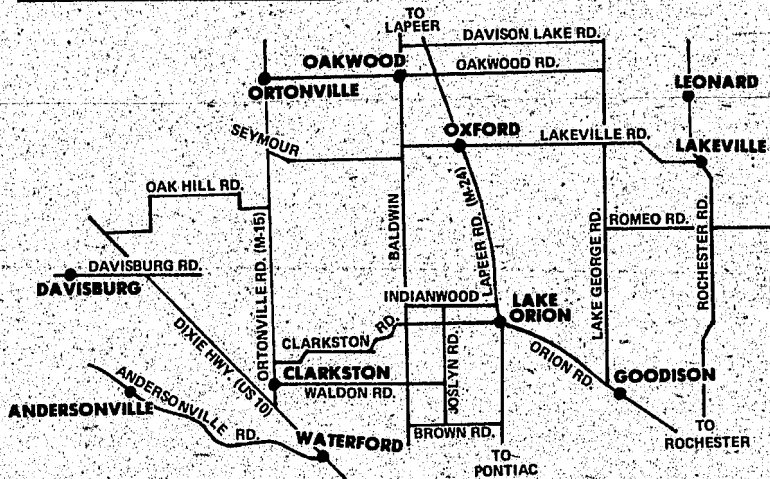 TO
LAPEER
DAVISON LAKE RD.
OAKWOOD
OAKWOOD RD.
ORTONVILLE
LEONARD
SEYMOUR
OXFORD
LAKEVILLE RD.
LAKEVILLE
OAK HILL RD.
ORTONVILLE RD. (M-15)
BALDWIN
LAPEER RD. (M-24)
LAKE GEORGE RD.
ROMEO RD.
ROCHESTER RD.
DAVISBURG RD.
DAVISBURG
DIXIE HWY. (US 10)
INDIANWOOD
LAKE
ORION
CLARKSTON RD.
JOSLYN RD.
ORION RD.
CLARKSTON
WALDON RD.
GOODISON
ANDERSONVILLE
ANDERSONVILLE RD.
WATERFORD
BROWN RD.
TO
PONTIAC
TO
ROCHESTER